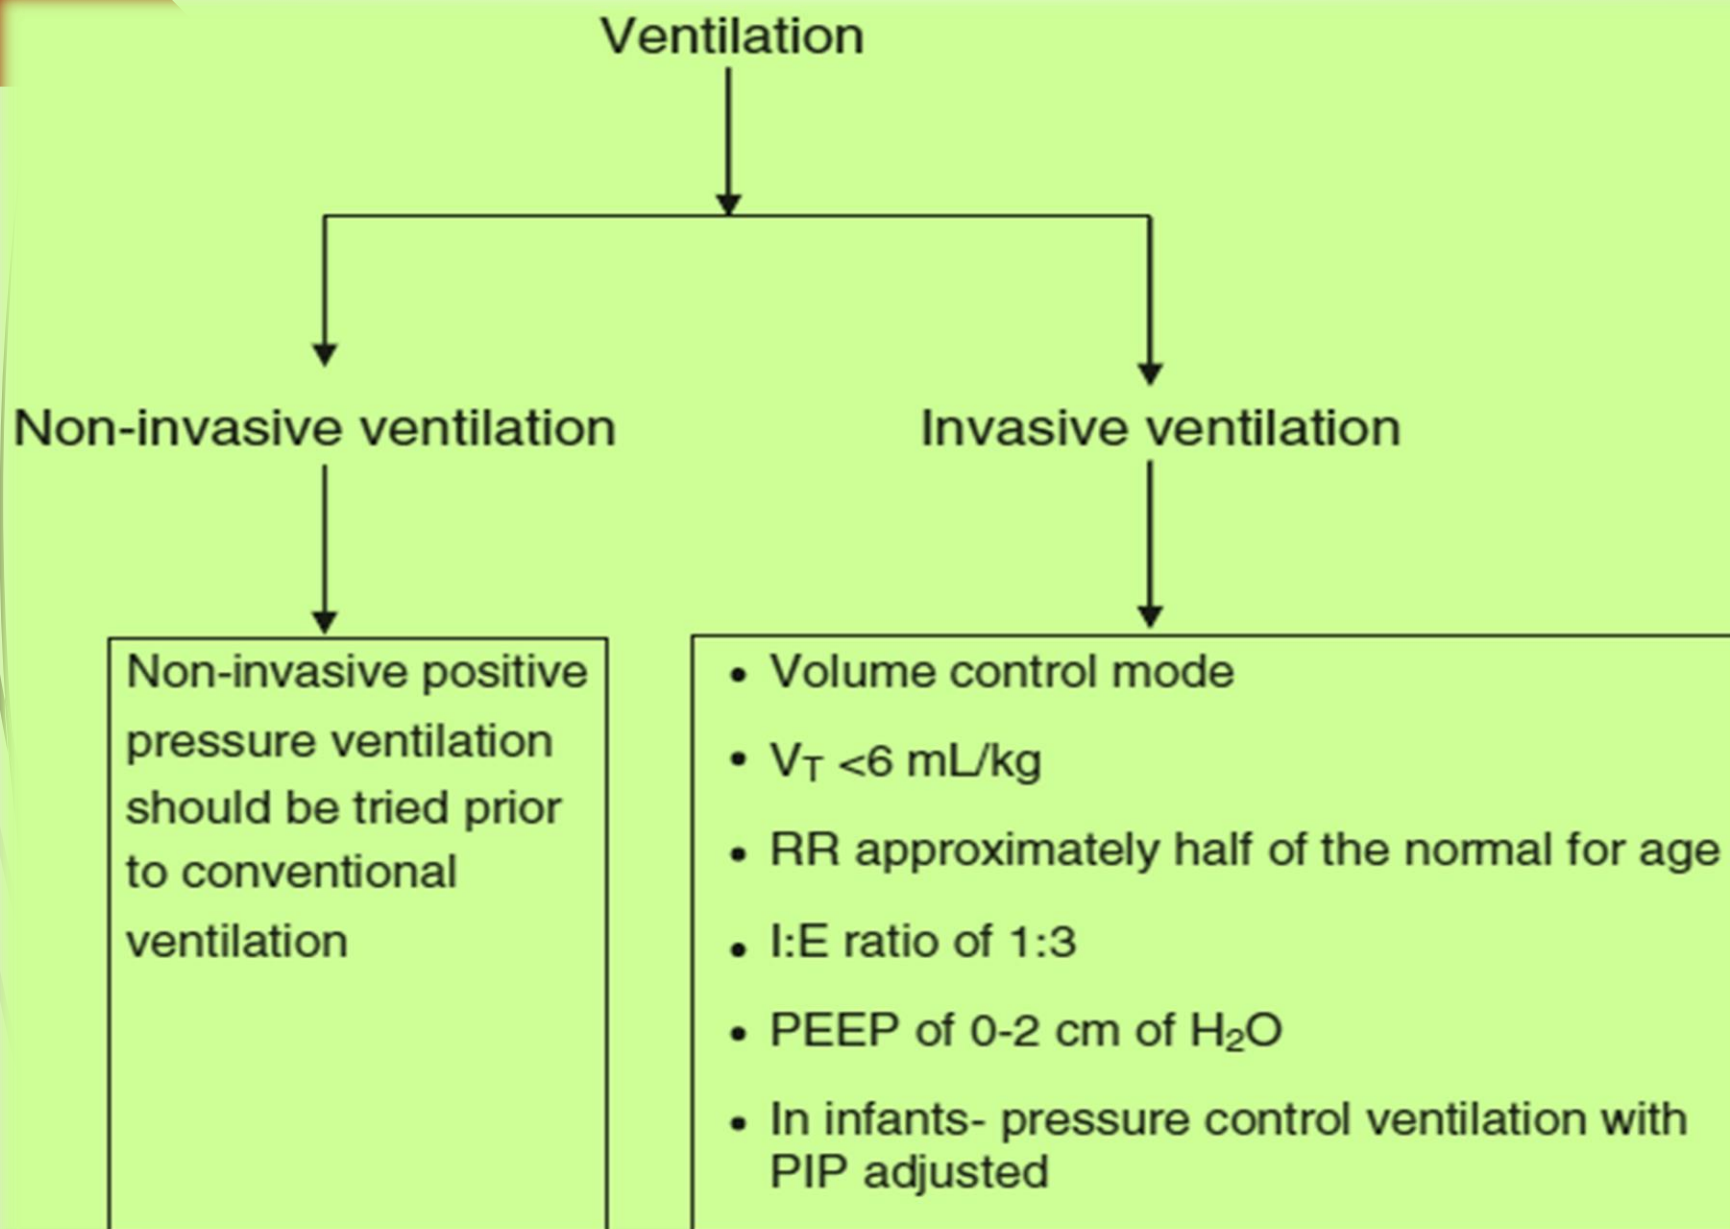 Ventilation
Non-invasive ventilation
Invasive ventilation
Non-invasive positive
pressure ventilation
should be tried prior
to conventional
ventilation
• Volume control mode
• V_T <6 mL/kg
• RR approximately half of the normal for age
• I:E ratio of 1:3
• PEEP of 0-2 cm of H₂O
• In infants- pressure control ventilation with
PIP adjusted